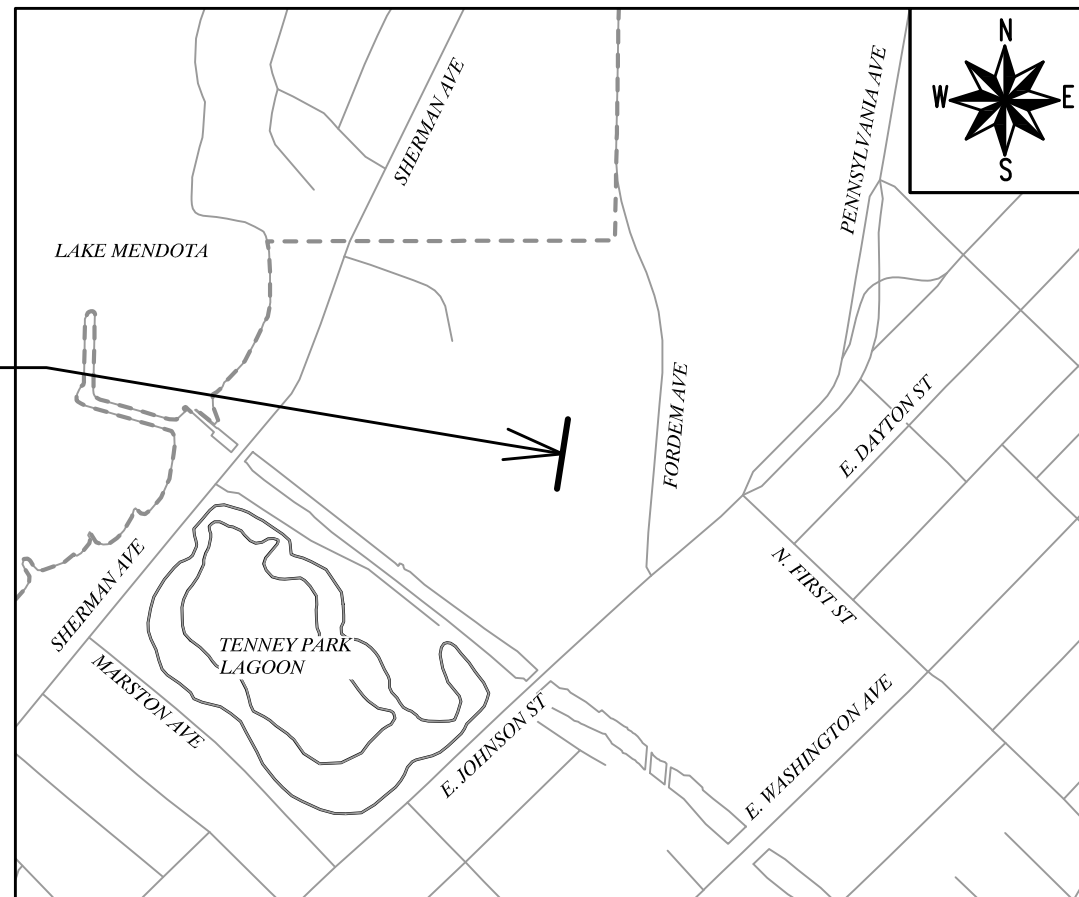 N
W E
S
SHERMAN AVE
PENNSYLVANIA AVE
LAKE MENDOTA
FORDEM AVE
E. DAYTON ST
SHERMAN AVE
N. FIRST ST
TENNEY PARK
LAGOON
MARSTON AVE
E. JOHNSON ST
E. WASHINGTON AVE